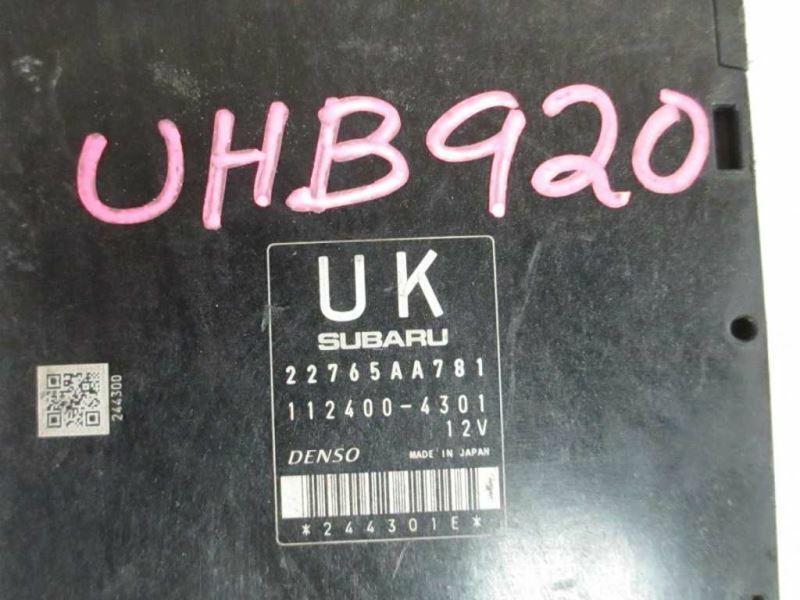 UHB920
UK
SUBARU
22765AA781
112400-4301
12V
DENSO MADE IN JAPAN
*244301E*
244300